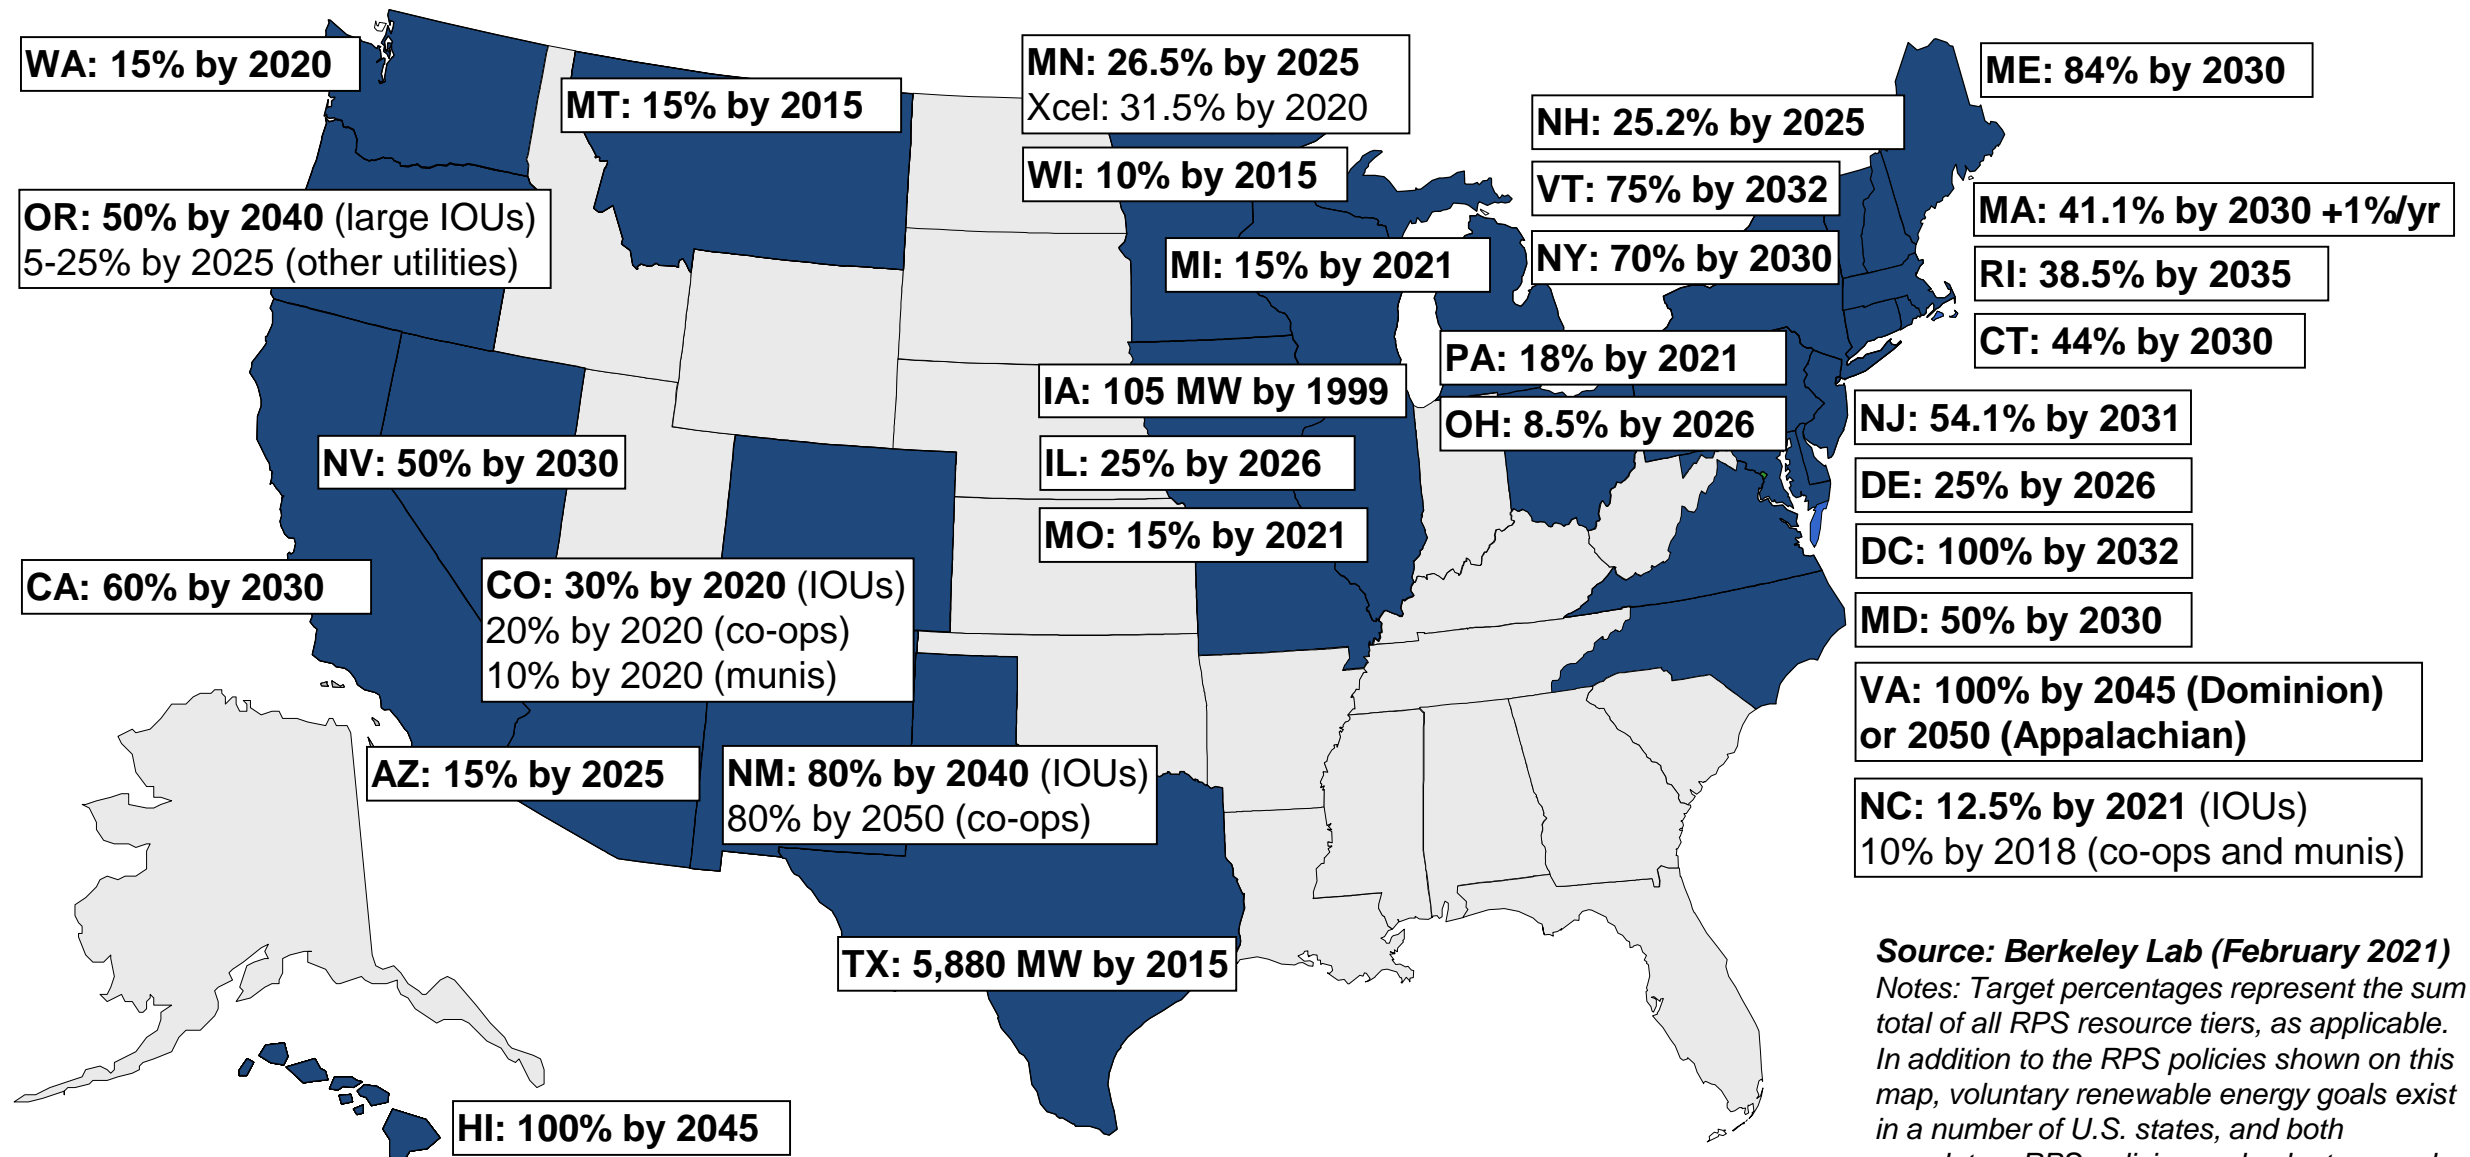 WA: 15% by 2020
MT: 15% by 2015
MN: 26.5% by 2025
Xcel: 31.5% by 2020
ME: 84% by 2030
NH: 25.2% by 2025
WI: 10% by 2015
VT: 75% by 2032
OR: 50% by 2040 (large IOUs)
5-25% by 2025 (other utilities)
MA: 41.1% by 2030 +1%/yr
MI: 15% by 2021
NY: 70% by 2030
RI: 38.5% by 2035
PA: 18% by 2021
CT: 44% by 2030
IA: 105 MW by 1999
OH: 8.5% by 2026
NJ: 54.1% by 2031
NV: 50% by 2030
IL: 25% by 2026
DE: 25% by 2026
MO: 15% by 2021
DC: 100% by 2032
CA: 60% by 2030
CO: 30% by 2020 (IOUs)
20% by 2020 (co-ops)
10% by 2020 (munis)
MD: 50% by 2030
VA: 100% by 2045 (Dominion)
or 2050 (Appalachian)
AZ: 15% by 2025
NM: 80% by 2040 (IOUs)
80% by 2050 (co-ops)
NC: 12.5% by 2021 (IOUs)
10% by 2018 (co-ops and munis)
TX: 5,880 MW by 2015
HI: 100% by 2045
Source: Berkeley Lab (February 2021)
Notes: Target percentages represent the sum
total of all RPS resource tiers, as applicable.
In addition to the RPS policies shown on this
map, voluntary renewable energy goals exist
in a number of U.S. states, and both